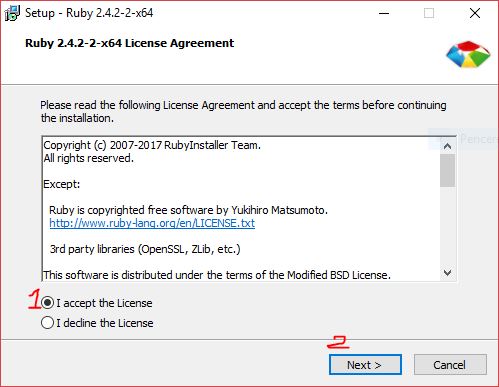 Setup - Ruby 2.4.2-2-x64
Ruby 2.4.2-2-x64 License Agreement
Please read the following License Agreement and accept the terms before continuing
the installation.
Copyright (c) 2007-2017 RubyInstaller Team.
All rights reserved.
Except:
Ruby is copyrighted free software by Yukihiro Matsumoto.
http://www.ruby-lang.org/en/LICENSE.txt
3rd party libraries (OpenSSL, ZLib, etc.)
This software is distributed under the terms of the Modified BSD License.
1 I accept the License
I decline the License
2
Next >
Cancel